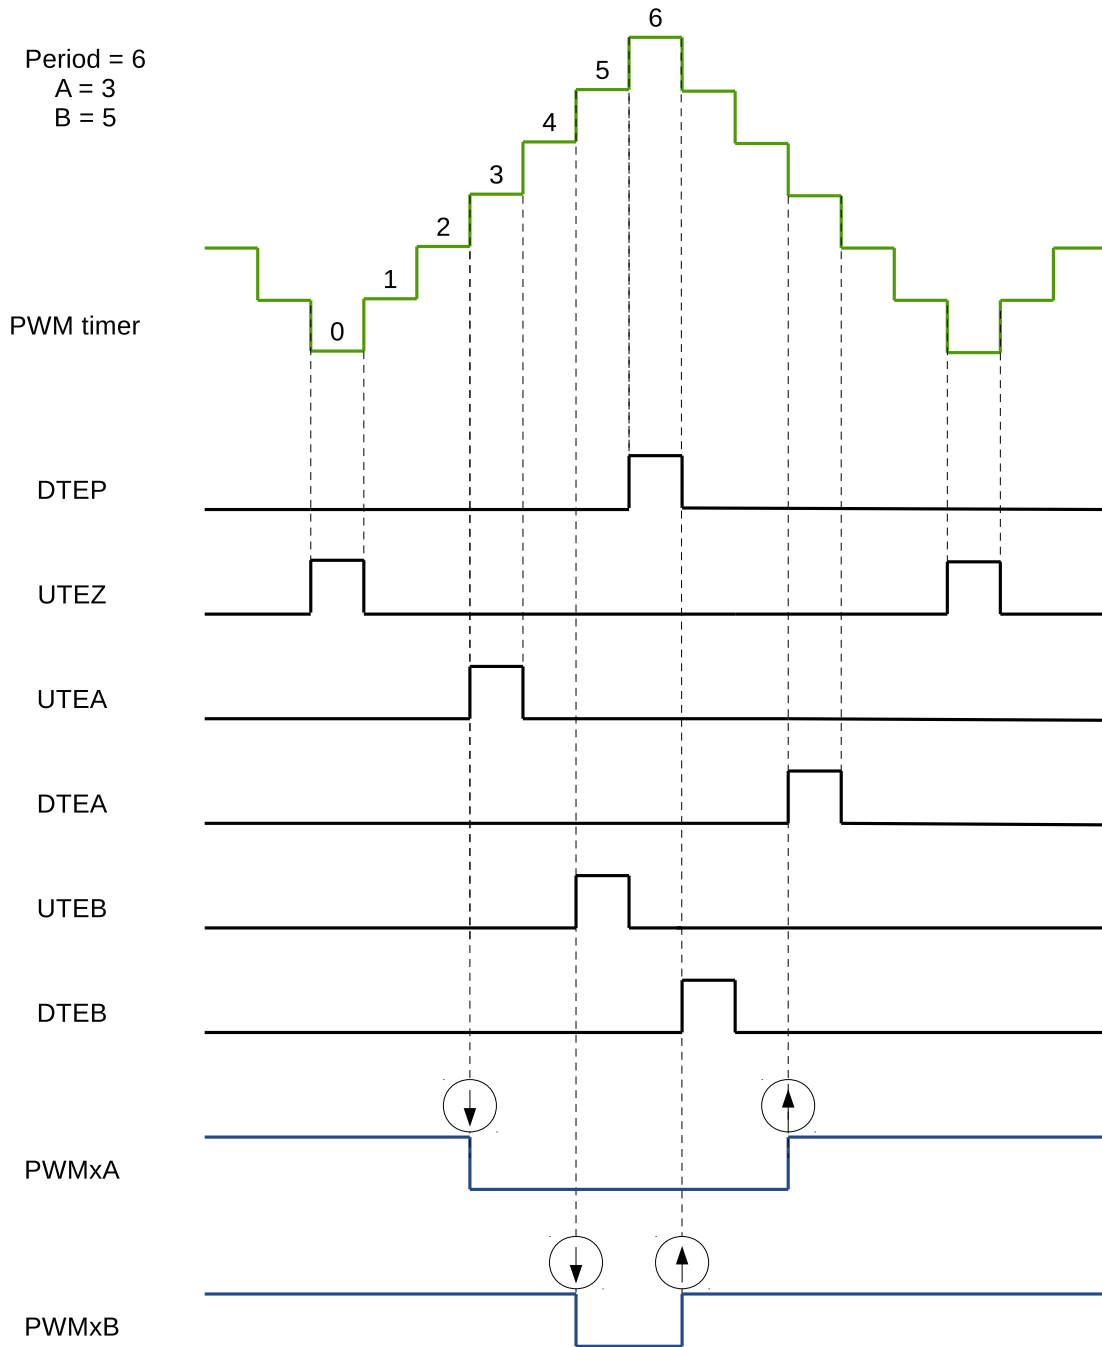 6
Period = 6
A = 3
B = 5
5
4
3
2
1
0
PWM timer
DTEP
UTEZ
UTEA
DTEA
UTEB
DTEB
PWMxA
PWMxB